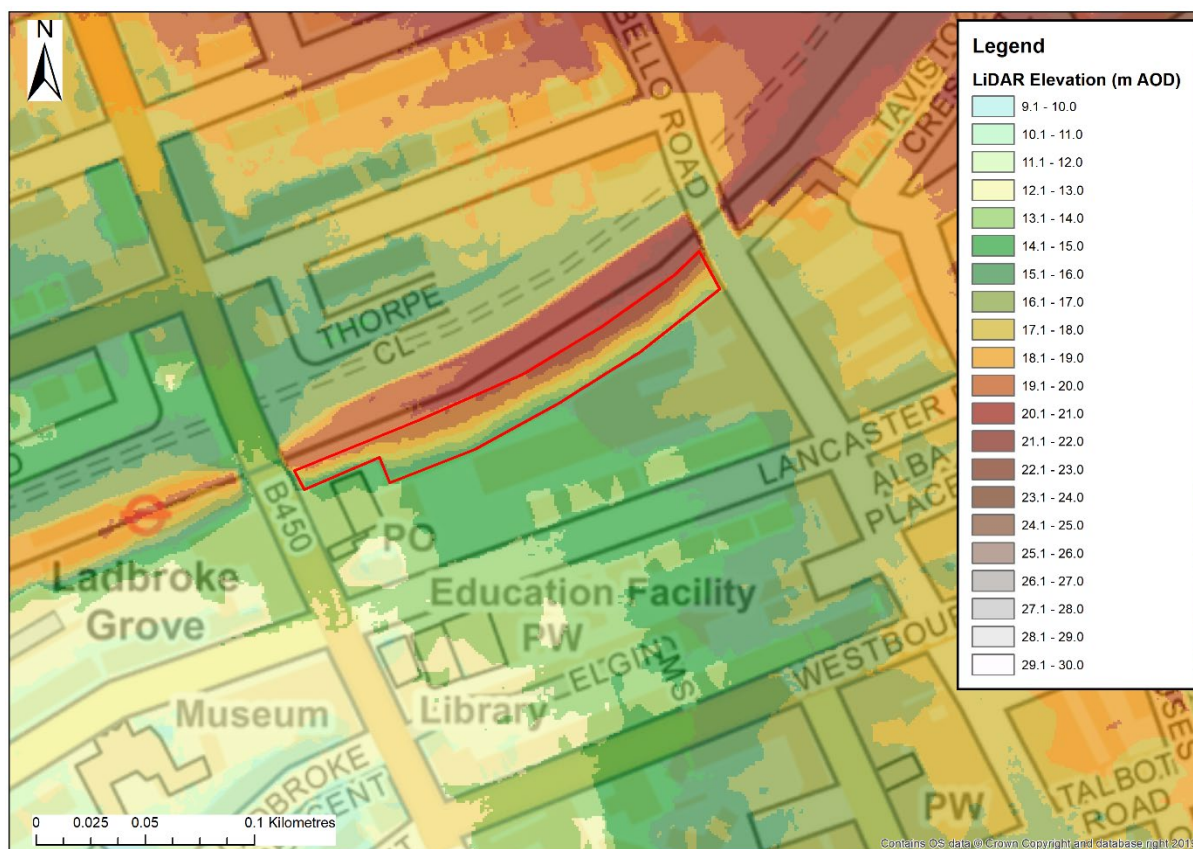 N
BELLO ROAD
TAVISTO
CRES
THORPE
CL
B450
PO
LANCASTER
ALBA
PLACE
Ladbroke
Grove
Education Facility
PW
ELGIN
MS
WESTBOUR
Museum
Library
DBROKE
CENT
PW
TALBOT
ROAD
SES
Legend
LiDAR Elevation (m AOD)
9.1 - 10.0
10.1 - 11.0
11.1 - 12.0
12.1 - 13.0
13.1 - 14.0
14.1 - 15.0
15.1 - 16.0
16.1 - 17.0
17.1 - 18.0
18.1 - 19.0
19.1 - 20.0
20.1 - 21.0
21.1 - 22.0
22.1 - 23.0
23.1 - 24.0
24.1 - 25.0
25.1 - 26.0
26.1 - 27.0
27.1 - 28.0
28.1 - 29.0
29.1 - 30.0
0 0.025 0.05 0.1 Kilometres
Contains OS data © Crown Copyright and database right 201